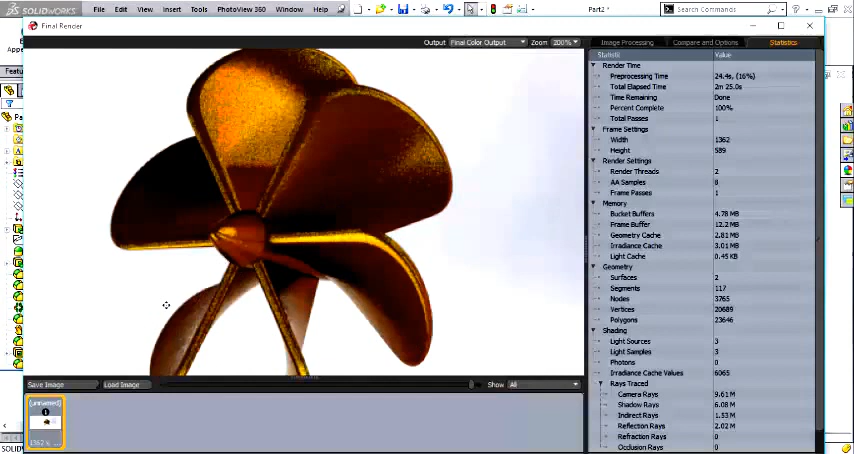 SOLIDWORKS File Edit View Insert Tools PhotoView 360 Window Help Part2 * Search Commands
Final Render
Output Final Color Output Zoom: 200% Image Processing Compare and Options Statistics
Statistic Value
Render Time
Preprocessing Time 24.4s, (16%)
Total Elapsed Time 2m 25.0s
Time Remaining Done
Percent Complete 100%
Total Passes 1
Frame Settings
Width 1362
Height 589
Render Settings
Render Threads 2
AA Samples 8
Frame Passes 1
Memory
Bucket Buffers 4.78 MB
Frame Buffer 12.2 MB
Geometry Cache 2.81 MB
Irradiance Cache 3.01 MB
Light Cache 0.45 KB
Geometry
Surfaces 2
Segments 117
Nodes 3765
Vertices 20689
Polygons 23646
Shading
Light Sources 3
Light Samples 3
Photons 0
Irradiance Cache Values 6065
Rays Traced
Camera Rays 9.61 M
Shadow Rays 6.08 M
Indirect Rays 1.53 M
Reflection Rays 2.02 M
Refraction Rays 0
Occlusion Rays 0
Save Image Load Image Show All
(unnamed)
1
1362 x ...
Featu
Pa
SOLIDW